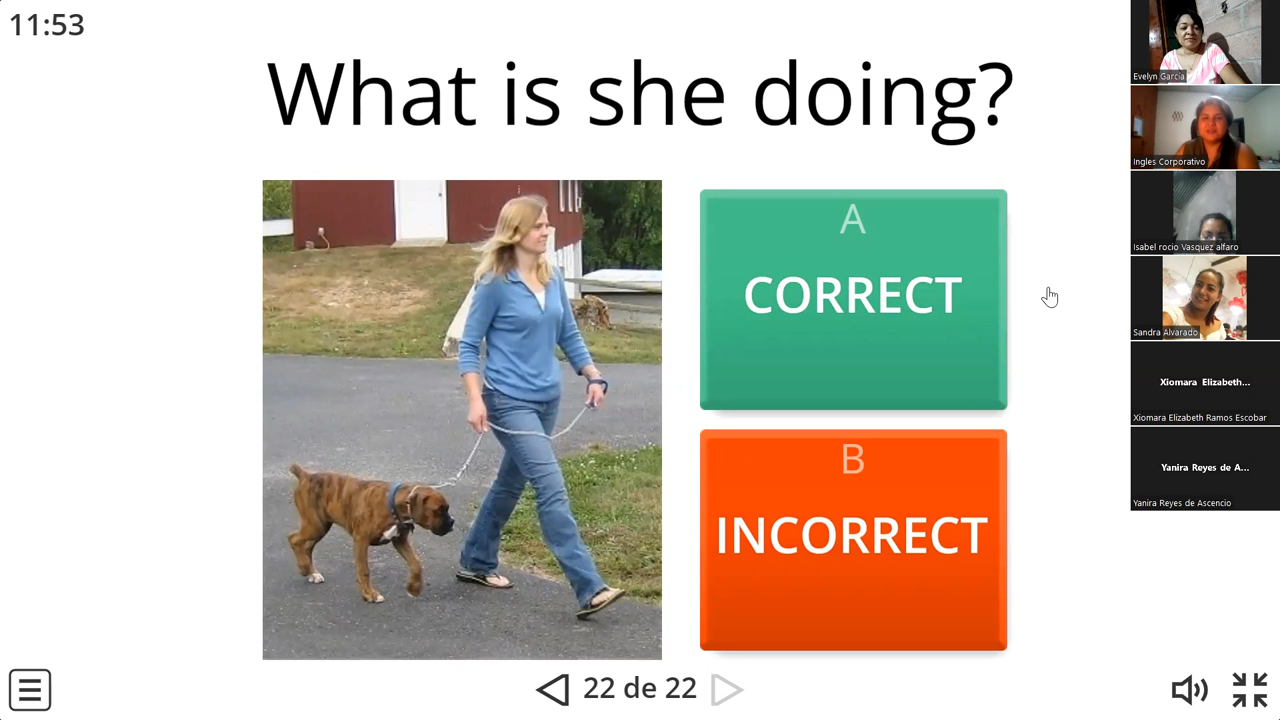 11:53
What is she doing?
A
CORRECT
B
INCORRECT
22 de 22
Evelyn García
Ingles Corporativo
Isabel rocio Vasquez alfaro
Sandra Alvarado
Xiomara Elizabeth...
Xiomara Elizabeth Ramos Escobar
Yanira Reyes de A...
Yanira Reyes de Ascencio